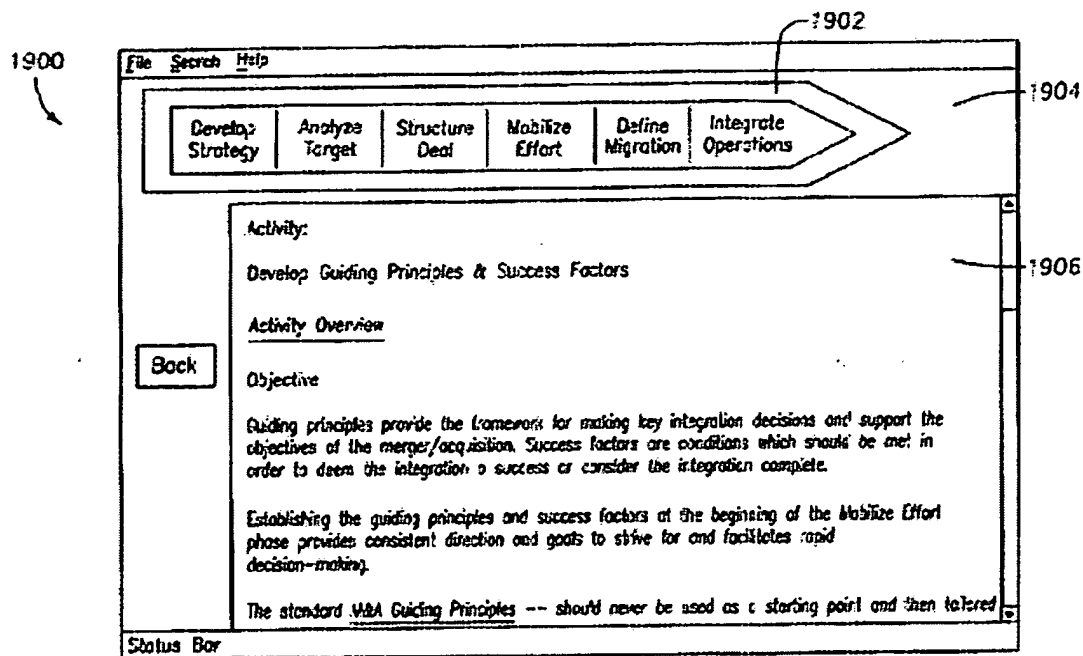 1902
1900
File Search Help
1904
Develop Strategy
Analyze Target
Structure Deal
Mobilize Effort
Define Migration
Integrate Operations
Activity:
Develop Guiding Principles & Success Factors
1906
Activity Overview
Back
Objective
Guiding principles provide the framework for making key integration decisions and support the
objectives of the merger/acquisition. Success factors are conditions which should be met in
order to deem the integration a success or consider the integration complete.
Establishing the guiding principles and success factors at the beginning of the Mobilize Effort
phase provides consistent direction and goals to strive for and facilitates rapid
decision-making.
The standard M&A Guiding Principles -- should never be used as a starting point and then tailored
Status Bar